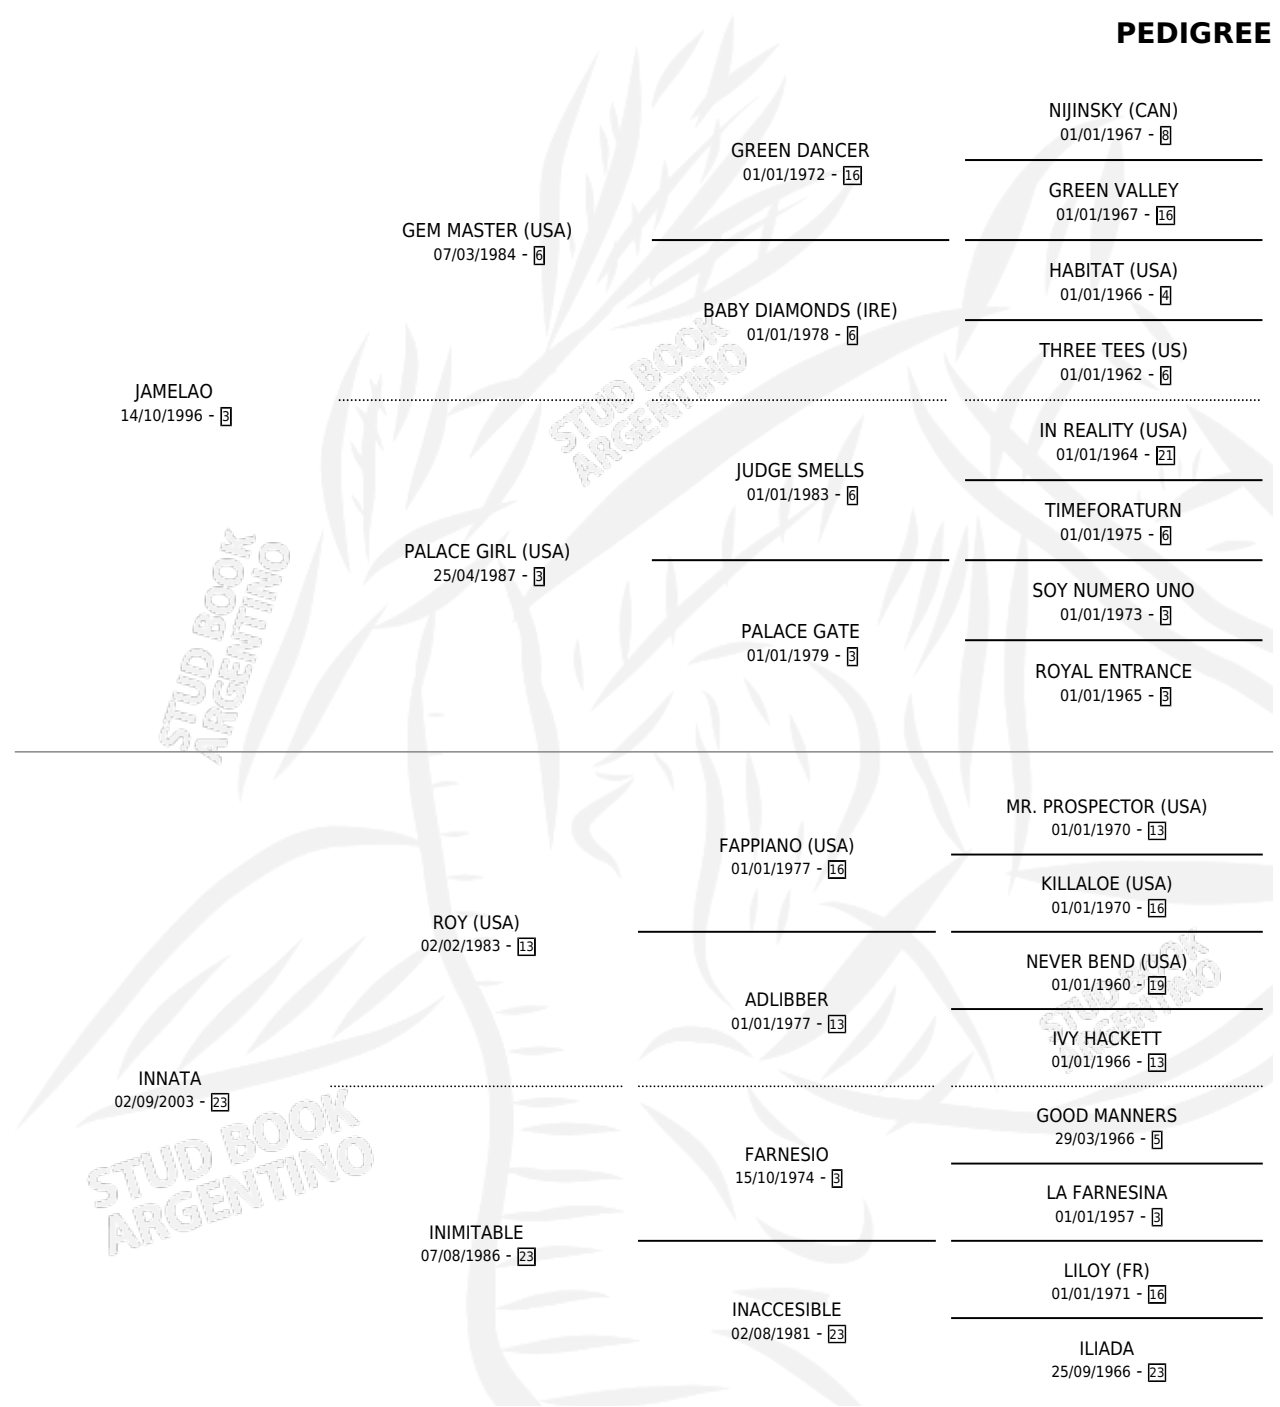 PEDIGREE
NIJINSKY (CAN)
01/01/1967 - 8
GREEN DANCER
01/01/1972 - 16
GREEN VALLEY
01/01/1967 - 16
GEM MASTER (USA)
07/03/1984 - 6
HABITAT (USA)
01/01/1966 - 4
BABY DIAMONDS (IRE)
01/01/1978 - 6
THREE TEES (US)
01/01/1962 - 6
JAMELAO
14/10/1996 - 3
IN REALITY (USA)
01/01/1964 - 21
JUDGE SMELLS
01/01/1983 - 6
TIMEFORATURN
01/01/1975 - 6
PALACE GIRL (USA)
25/04/1987 - 3
SOY NUMERO UNO
01/01/1973 - 3
PALACE GATE
01/01/1979 - 3
ROYAL ENTRANCE
01/01/1965 - 3
MR. PROSPECTOR (USA)
01/01/1970 - 13
FAPPIANO (USA)
01/01/1977 - 16
KILLALOE (USA)
01/01/1970 - 16
ROY (USA)
02/02/1983 - 13
NEVER BEND (USA)
01/01/1960 - 19
ADLIBBER
01/01/1977 - 13
IVY HACKETT
01/01/1966 - 13
INNATA
02/09/2003 - 23
GOOD MANNERS
29/03/1966 - 5
FARNESIO
15/10/1974 - 3
LA FARNESINA
01/01/1957 - 3
INIMITABLE
07/08/1986 - 23
LILOY (FR)
01/01/1971 - 16
INACCESIBLE
02/08/1981 - 23
ILIADA
25/09/1966 - 23
STUD BOOK
ARGENTINO
STUD BOOK
ARGENTINO
STUD BOOK
ARGENTINO
STUD BOOK
ARGENTINO